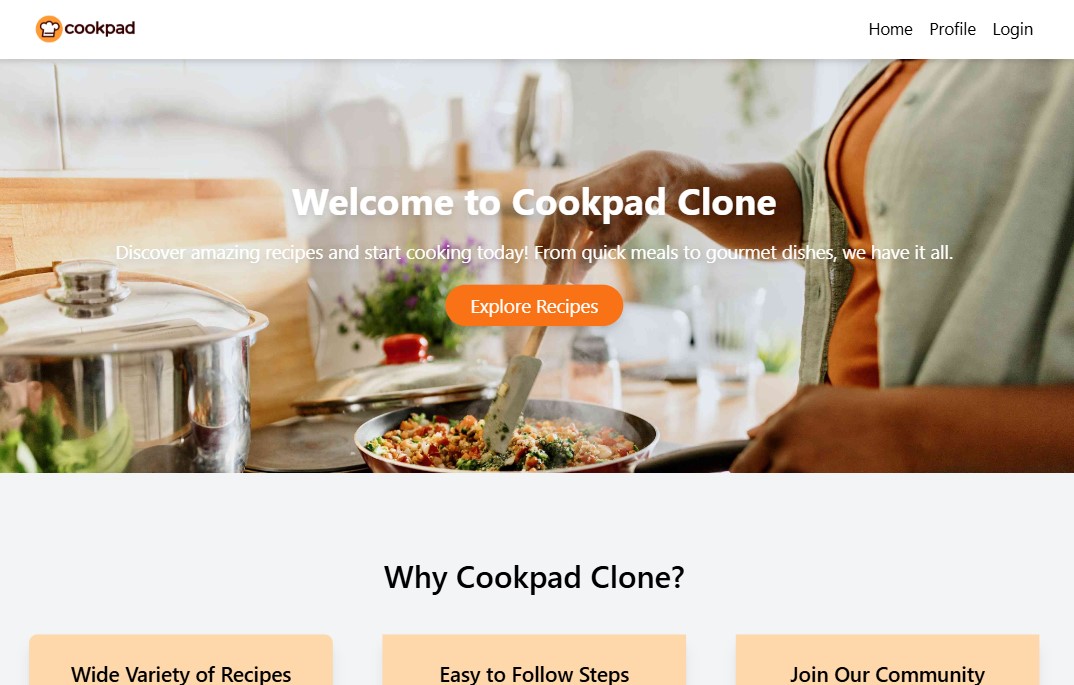 cookpad
Home Profile Login
Welcome to Cookpad Clone
Discover amazing recipes and start cooking today! From quick meals to gourmet dishes, we have it all.
Explore Recipes
Why Cookpad Clone?
Wide Variety of Recipes
Easy to Follow Steps
Join Our Community